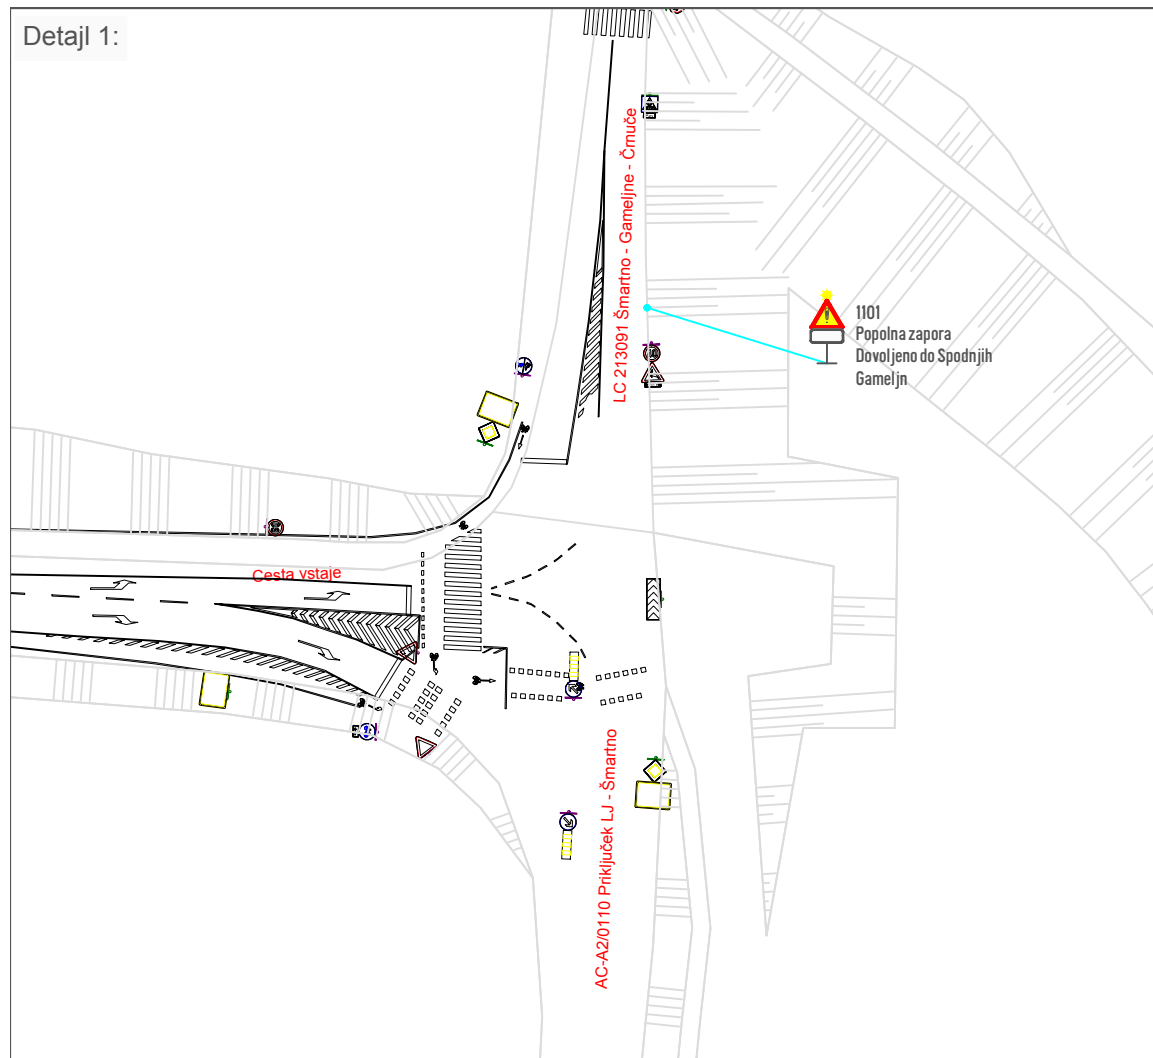 Detajl 1:
LC 213091 Šmartno - Gameljne - Črnuče
1101
Popolna zapora
Dovoljeno do Spodnjih
Gameljn
Cesta vstaje
AC-A2/0110 Priključek LJ - Šmartno